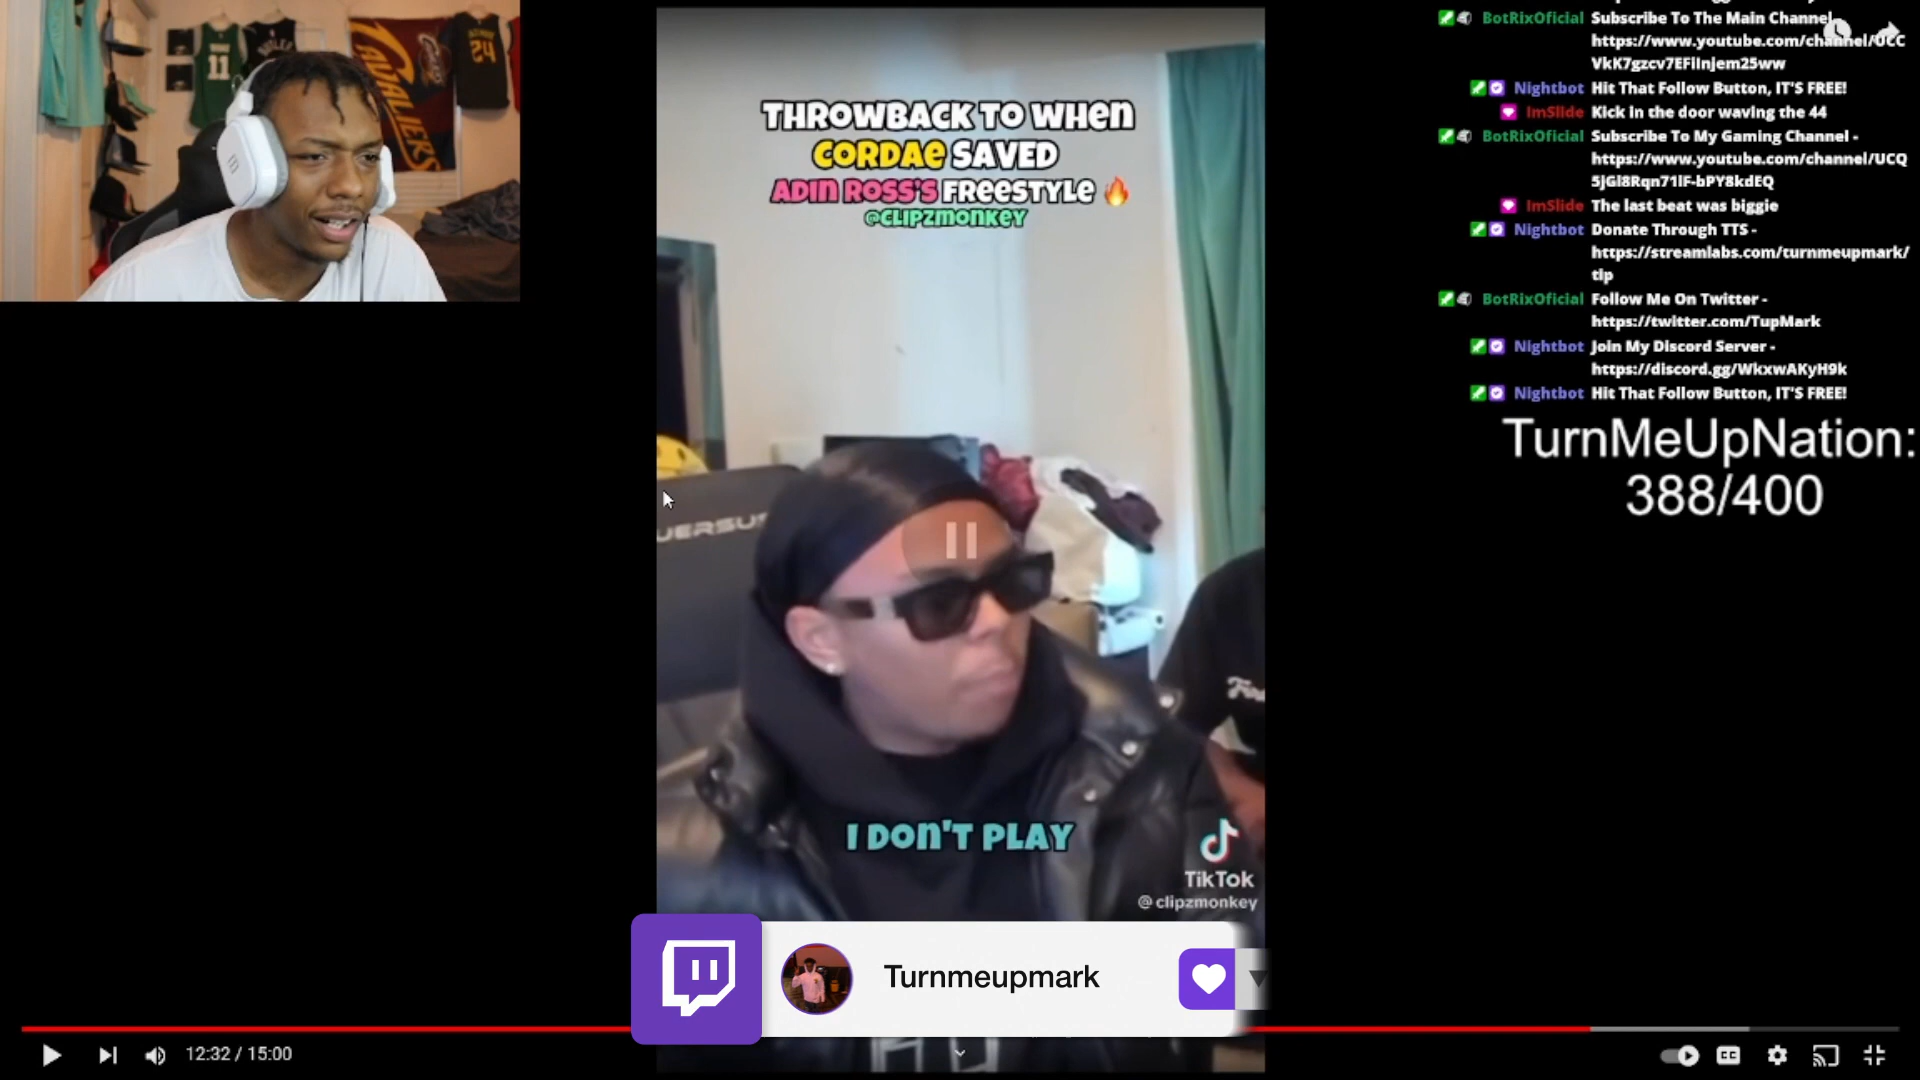 THROWBACK TO WHEN
CORDAE SAVED
ADIN ROSS'S FREESTYLE 🔥
@CLIPZMONKEY
I DON'T PLAY
TikTok
@clipzmonkey
Turnmeupmark
12:32 / 15:00
BotRixOficial Subscribe To The Main Channel
https://www.youtube.com/channel/UCC
VkK7gzcv7EFiInjem25ww
Nightbot Hit That Follow Button, IT'S FREE!
ImSlide Kick in the door waving the 44
BotRixOficial Subscribe To My Gaming Channel -
https://www.youtube.com/channel/UCQ
5jGl8Rqn71lF-bPY8kdEQ
ImSlide The last beat was biggie
Nightbot Donate Through TTS -
https://streamlabs.com/turnmeupmark/
tip
BotRixOficial Follow Me On Twitter -
https://twitter.com/TupMark
Nightbot Join My Discord Server -
https://discord.gg/WkxwAKyH9k
Nightbot Hit That Follow Button, IT'S FREE!
TurnMeUpNation:
388/400
CAVALIERS
11
24